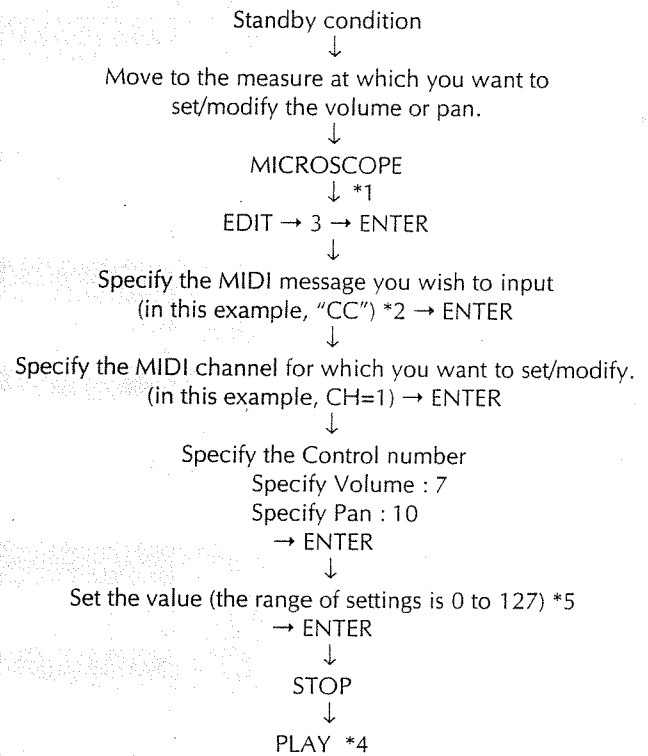 Standby condition
↓
Move to the measure at which you want to
set/modify the volume or pan.
↓
MICROSCOPE
↓ *1
EDIT → 3 → ENTER
↓
Specify the MIDI message you wish to input
(in this example, “CC”) *2 → ENTER
↓
Specify the MIDI channel for which you want to set/modify.
(in this example, CH=1) → ENTER
↓
Specify the Control number
Specify Volume : 7
Specify Pan : 10
→ ENTER
↓
Set the value (the range of settings is 0 to 127) *5
→ ENTER
↓
STOP
↓
PLAY *4